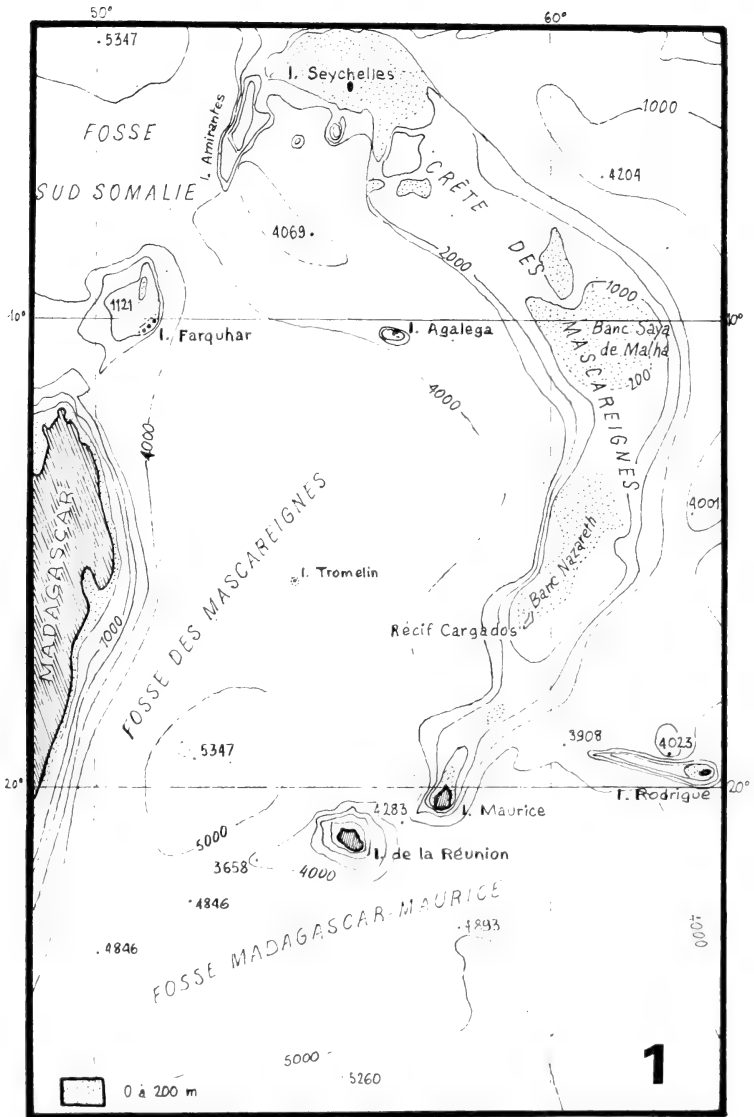 50°
60°
5347
I. Seychelles
1000
FOSSE
I. Amirantes
4204
SUD SOMALIE
CRÊTE DES MASCAREIGNES
4069
2000
1000
1121
10°
10°
I. Farquhar
I. Agalega
Banc Saya
de Malha
200
4000
4000
4001
MADAGASCAR
FOSSE DES MASCAREIGNES
I. Tromelin
Banc Nazareth
1000
Récif Cargados
3908
4023
5347
20°
20°
I. Rodrigue
4283
I. Maurice
5000
I. de la Réunion
3658
4000
4846
4846
FOSSE MADAGASCAR-MAURICE
4893
4000
5000
5260
1
0 à 200 m